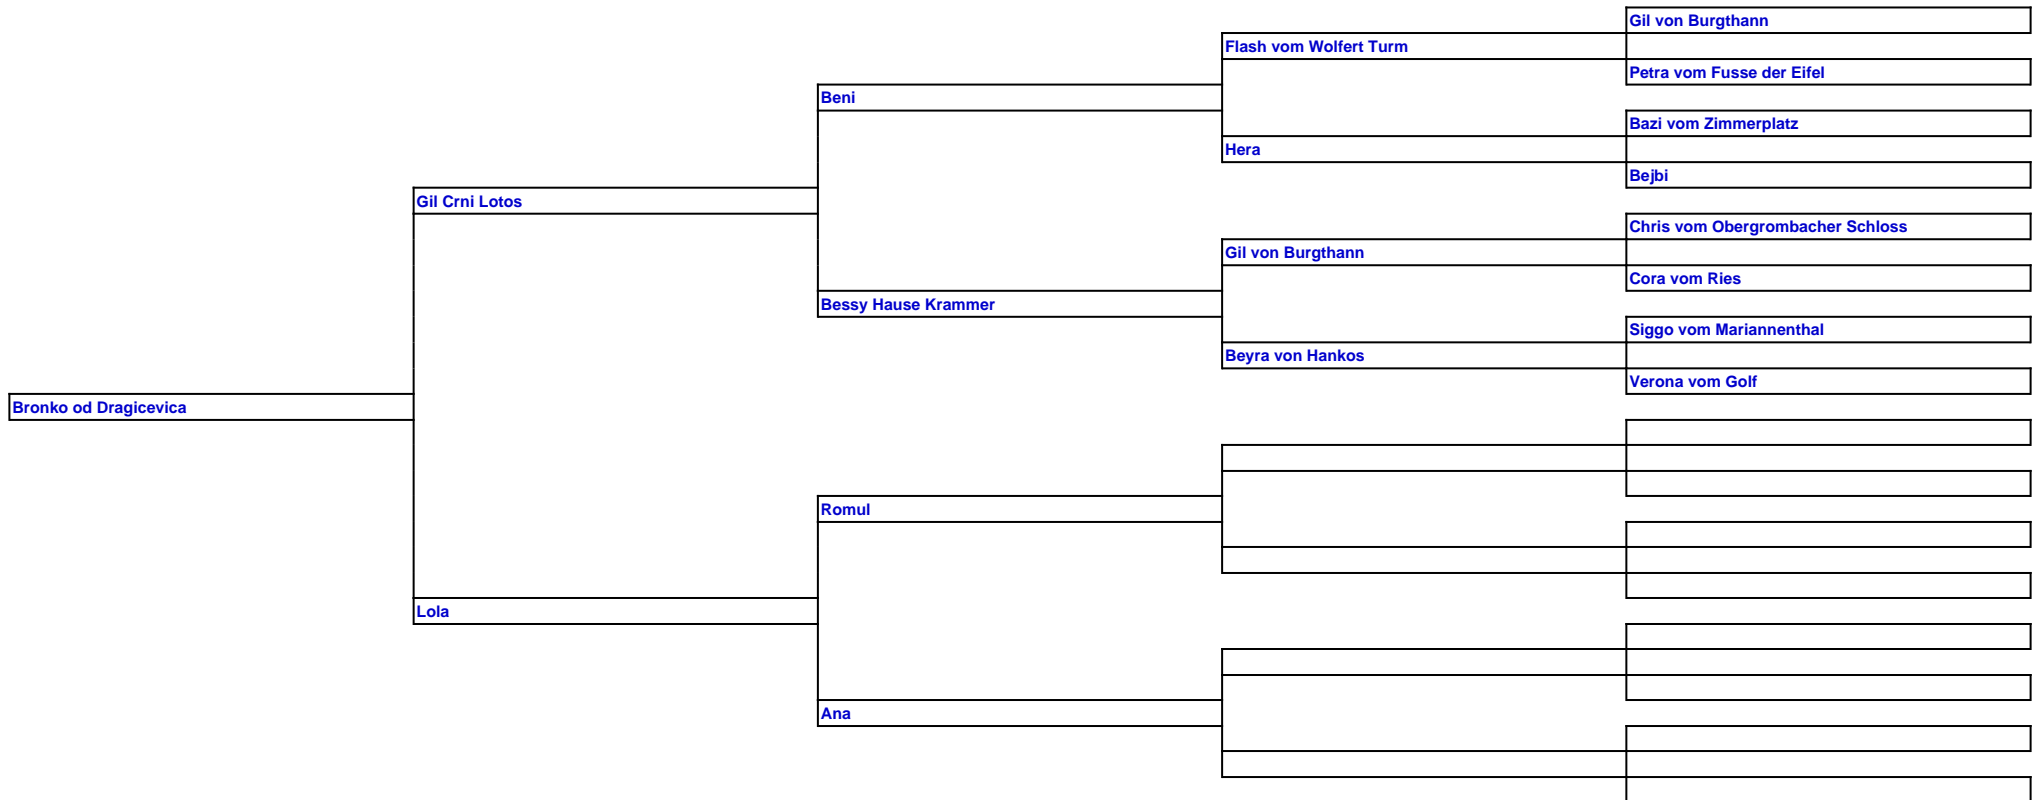 Gil von Burgthann
Flash vom Wolfert Turm
Petra vom Fusse der Eifel
Beni
Bazi vom Zimmerplatz
Hera
Bejbi
Gil Crni Lotos
Chris vom Obergrombacher Schloss
Gil von Burgthann
Cora vom Ries
Bessy Hause Krammer
Siggo vom Mariannenthal
Beyra von Hankos
Verona vom Golf
Bronko od Dragicevica
Romul
Lola
Ana